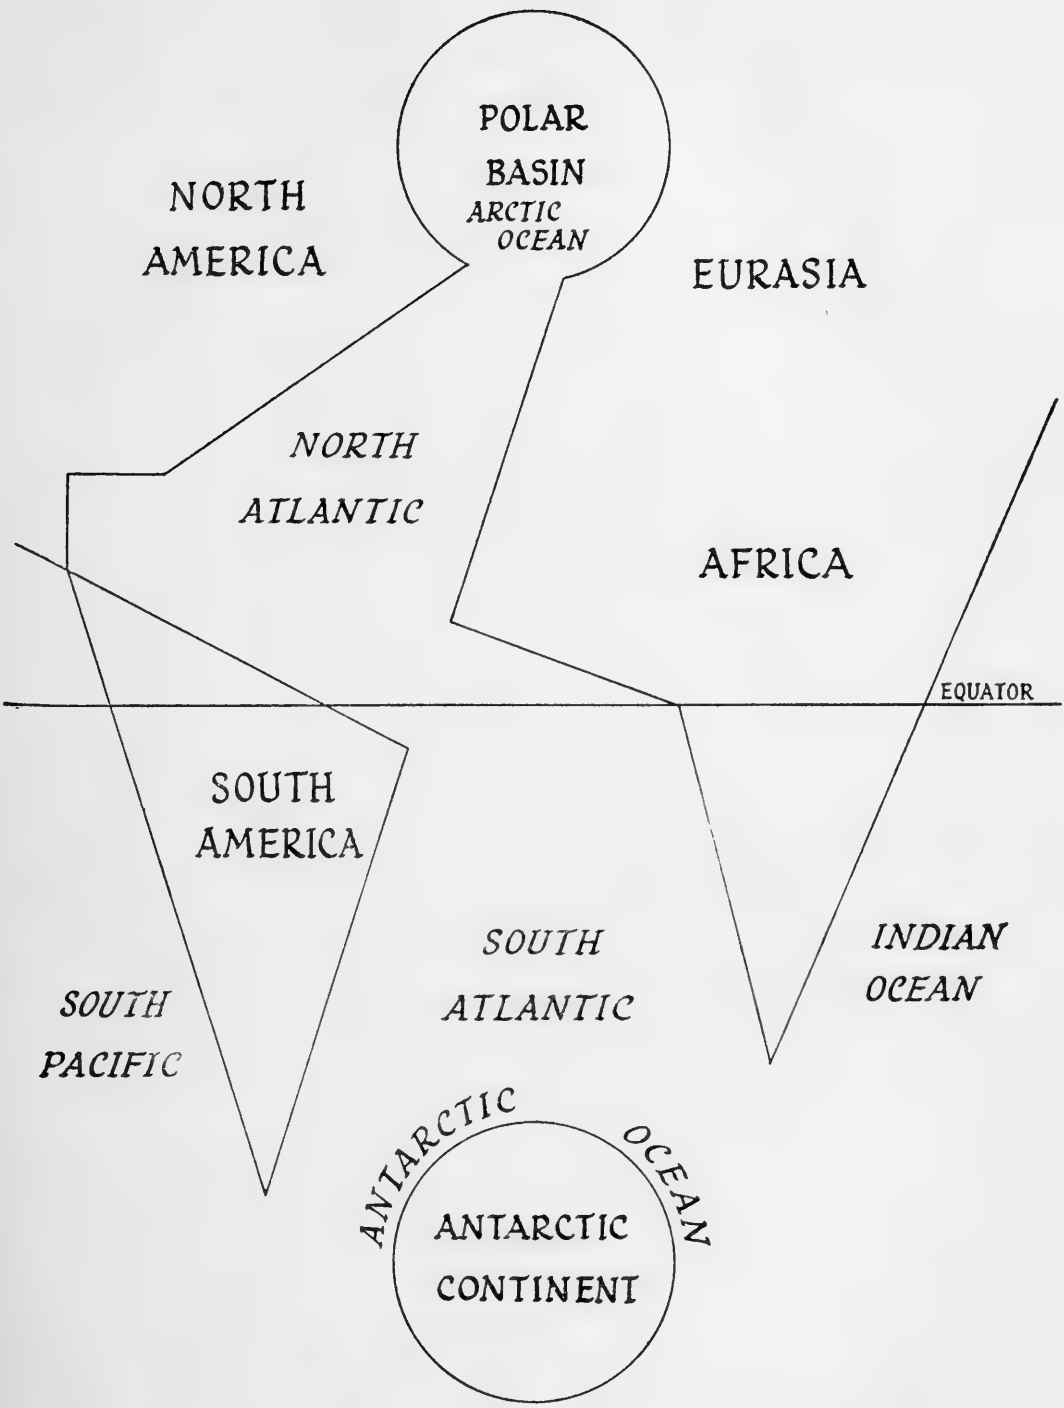 POLAR
BASIN
ARCTIC
OCEAN
NORTH
AMERICA
EURASIA
NORTH
ATLANTIC
AFRICA
EQUATOR
SOUTH
AMERICA
SOUTH
ATLANTIC
INDIAN
OCEAN
SOUTH
PACIFIC
ANTARCTIC OCEAN
ANTARCTIC
CONTINENT